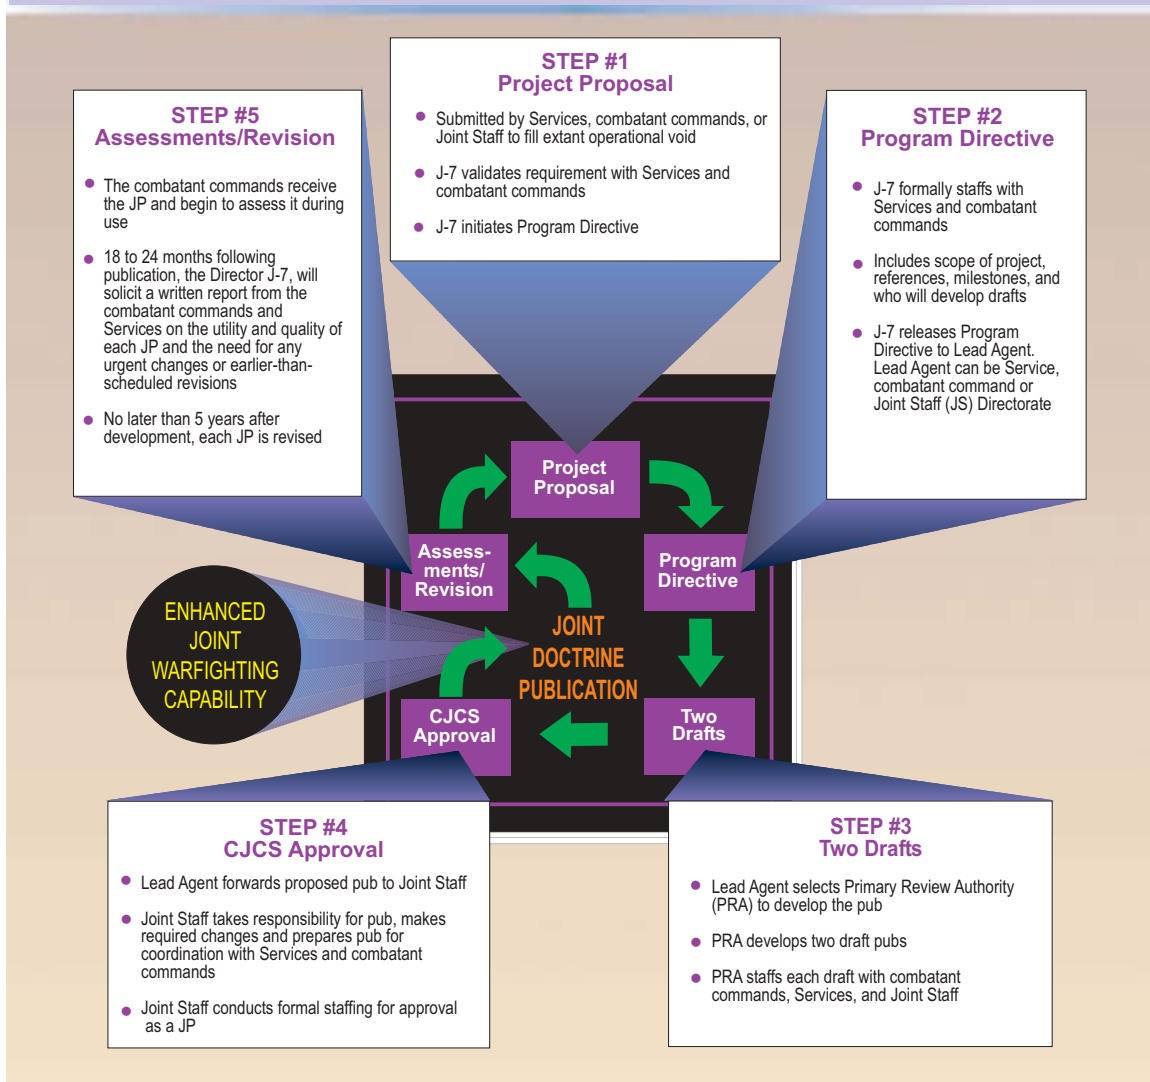 STEP #1
Project Proposal
• Submitted by Services, combatant commands, or
Joint Staff to fill extant operational void
• J-7 validates requirement with Services and
combatant commands
• J-7 initiates Program Directive
STEP #5
Assessments/Revision
• The combatant commands receive
the JP and begin to assess it during
use
• 18 to 24 months following
publication, the Director J-7, will
solicit a written report from the
combatant commands and
Services on the utility and quality of
each JP and the need for any
urgent changes or earlier-than-
scheduled revisions
• No later than 5 years after
development, each JP is revised
STEP #2
Program Directive
• J-7 formally staffs with
Services and combatant
commands
• Includes scope of project,
references, milestones, and
who will develop drafts
• J-7 releases Program
Directive to Lead Agent.
Lead Agent can be Service,
combatant command or
Joint Staff (JS) Directorate
Project
Proposal
Assess-
ments/
Revision
Program
Directive
ENHANCED
JOINT
WARFIGHTING
CAPABILITY
JOINT
DOCTRINE
PUBLICATION
CJCS
Approval
Two
Drafts
STEP #4
CJCS Approval
• Lead Agent forwards proposed pub to Joint Staff
• Joint Staff takes responsibility for pub, makes
required changes and prepares pub for
coordination with Services and combatant
commands
• Joint Staff conducts formal staffing for approval
as a JP
STEP #3
Two Drafts
• Lead Agent selects Primary Review Authority
(PRA) to develop the pub
• PRA develops two draft pubs
• PRA staffs each draft with combatant
commands, Services, and Joint Staff